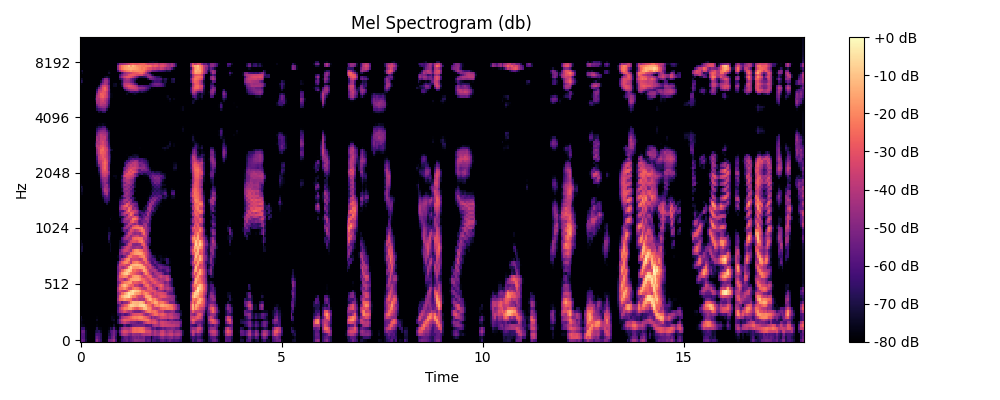 Mel Spectrogram (db)
Hz
8192
4096
2048
1024
512
0
0 5 10 15
Time
+0 dB
-10 dB
-20 dB
-30 dB
-40 dB
-50 dB
-60 dB
-70 dB
-80 dB